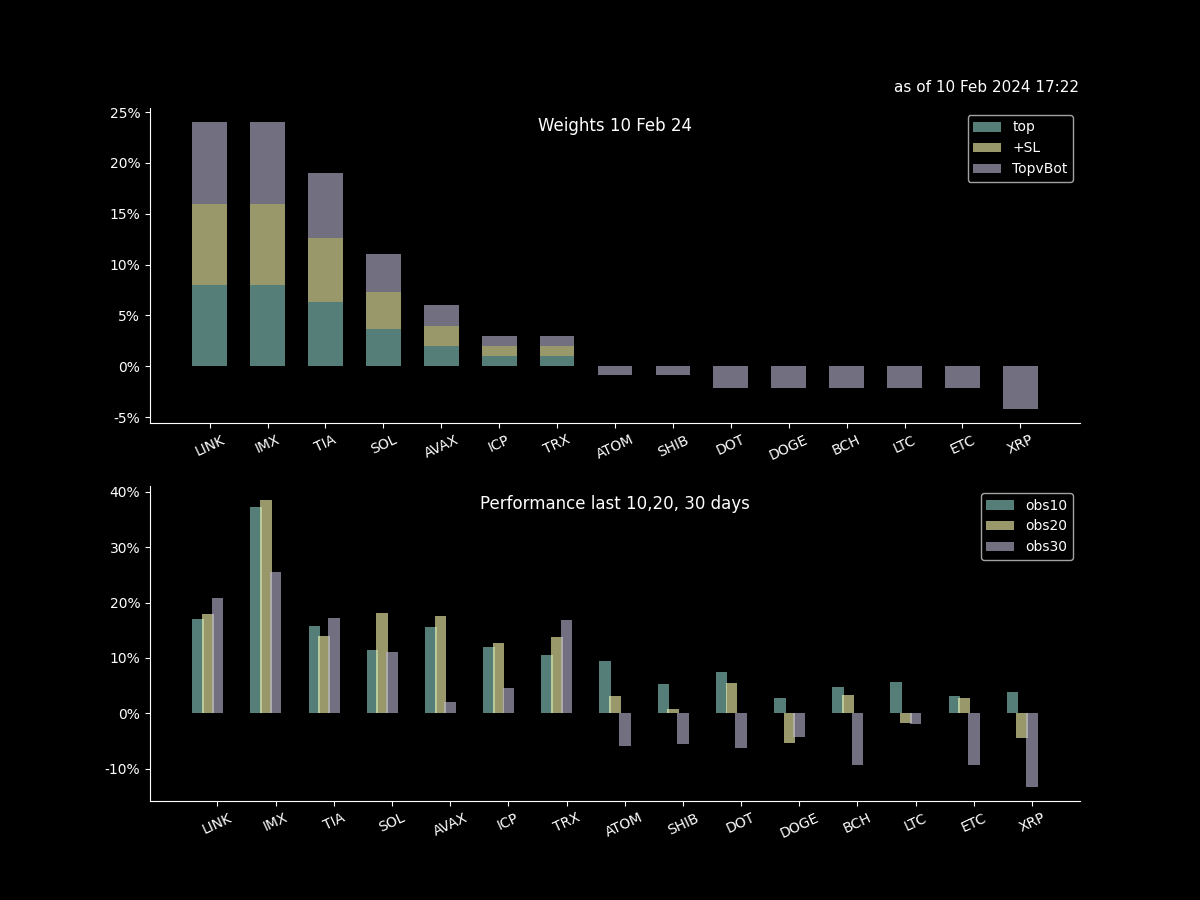 as of 10 Feb 2024 17:22
Weights 10 Feb 24
25%
20%
15%
10%
5%
0%
-5%
top
+SL
TopvBot
LINK IMX TIA SOL AVAX ICP TRX ATOM SHIB DOT DOGE BCH LTC ETC XRP
Performance last 10,20, 30 days
40%
30%
20%
10%
0%
-10%
obs10
obs20
obs30
LINK IMX TIA SOL AVAX ICP TRX ATOM SHIB DOT DOGE BCH LTC ETC XRP